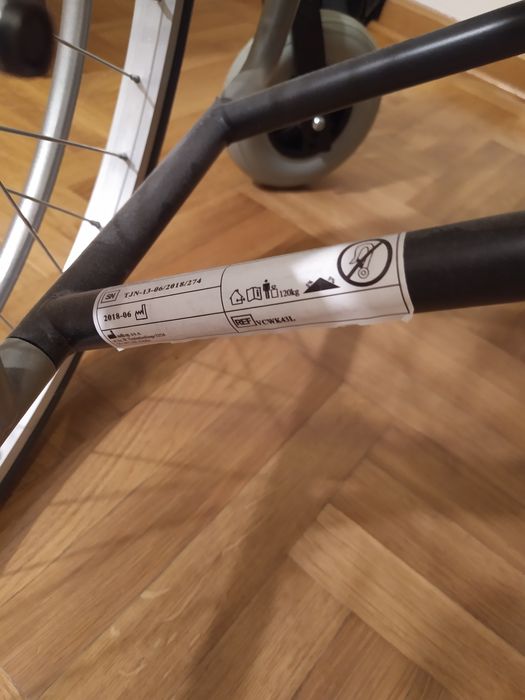 SN TJN-13-06/2018/274
2018-06
120kg
REF VCWK43L